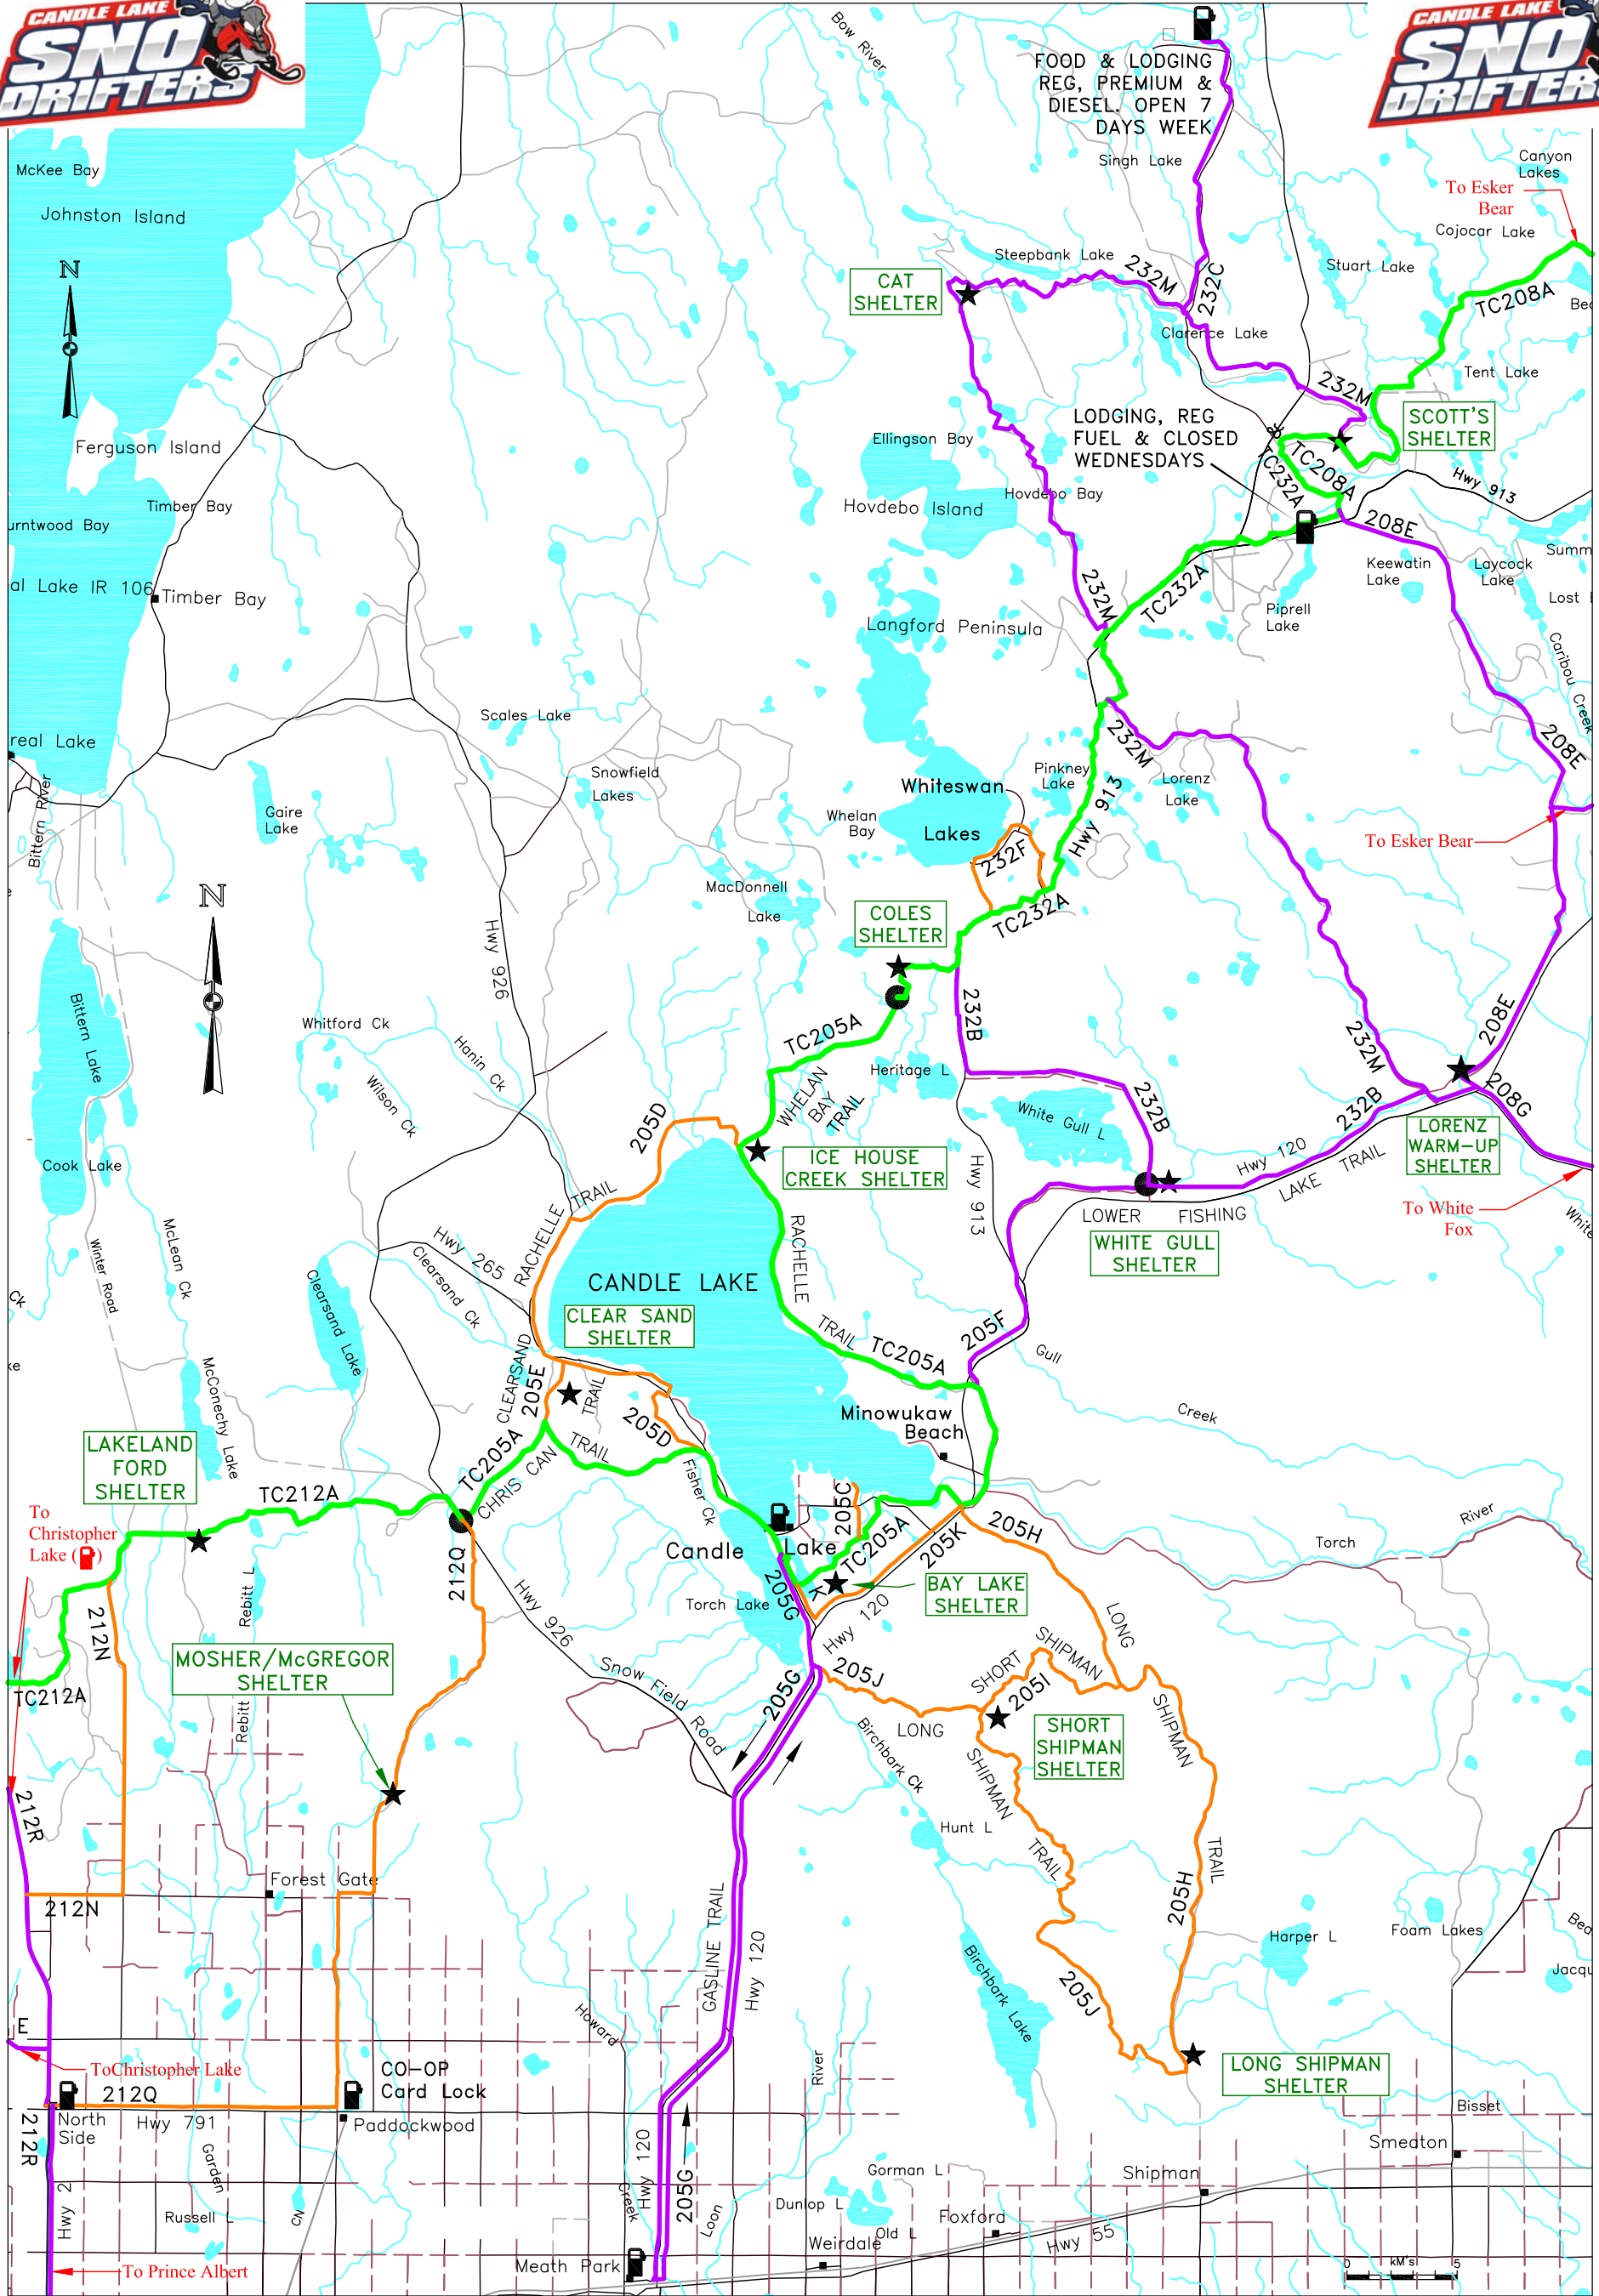 CANDLE LAKE
SNO
DRIFTERS
CANDLE LAKE
SNO
DRIFTERS
FOOD & LODGING
REG, PREMIUM &
DIESEL. OPEN 7
DAYS WEEK
Bow River
Singh Lake
Canyon
Lakes
To Esker
Bear
Cojocar Lake
McKee Bay
Johnston Island
N
Steepbank Lake
232M
232C
Stuart Lake
TC208A
CAT
SHELTER
Clarence Lake
Tent Lake
232M
SCOTT'S
SHELTER
LODGING, REG
FUEL & CLOSED
WEDNESDAYS
&
TC208A
TC232A
Hwy 913
Ferguson Island
Timber Bay
Ellingson Bay
Hovdebo Bay
Hovdebo Island
208E
Keewatin
Lake
Laycock
Lake
Timber Bay
232M
TC232A
Piprell
Lake
Langford Peninsula
Caribou Creek
Scales Lake
232M
208E
Snowfield
Lakes
Pinkney
Lake
Lorenz
Lake
Whiteswan
Lakes
Whelan
Bay
Hwy 913
To Esker Bear
Bittern River
Gaire
Lake
232F
MacDonnell
Lake
TC232A
N
COLES
SHELTER
Hwy 926
Bittern Lake
Whitford Ck
Hanin Ck
Wilson Ck
TC205A
232B
232M
208E
Heritage L
WHELAN
BAY
TRAIL
White Gull L
232B
232B
208G
205D
LORENZ
WARM-UP
SHELTER
ICE HOUSE
CREEK SHELTER
Hwy 120
LAKE
TRAIL
Cook Lake
Hwy 913
LOWER
FISHING
WHITE GULL
SHELTER
To White
Fox
RACHELLE
TRAIL
Winter Road
McLean Ck
Hwy 265
Clearsand Ck
Clearsand Lake
CANDLE LAKE
CLEAR SAND
SHELTER
RACHELLE
TRAIL
TC205A
205F
Gull
Creek
McConechy Lake
CLEARSAND
205E
TRAIL
205D
Minowukaw
Beach
LAKELAND
FORD
SHELTER
TC212A
TC205A
CHRIS CAN
TRAIL
Fisher Ck
To
Christopher
Lake (
)
205C
TC205A
205K
205H
River
Torch
Candle
Lake
K
BAY LAKE
SHELTER
212N
Rebitt L
212Q
Hwy 926
Torch Lake
205G
Hwy 120
LONG
MOSHER/McGREGOR
SHELTER
TC212A
Rebitt
Snow Field Road
205G
205J
SHORT
SHIPMAN
205I
LONG
SHORT
SHIPMAN
SHELTER
SHIPMAN
Birchbark Ck
SHIPMAN
212R
Hunt L
TRAIL
TRAIL
Forest Gate
212N
205H
Harper L
Foam Lakes
GASLINE TRAIL
Hwy 120
Birchbark Lake
205J
Howard
E
ToChristopher Lake
CO-OP
Card Lock
River
LONG SHIPMAN
SHELTER
212Q
North
Side
Hwy 791
Paddockwood
Bisset
212R
Garden
Hwy 120
205G
Smeaton
Gorman L
Shipman
Hwy 2
Russell L
CN
Creek
Loon
Dunlop L
Old L
Foxford
Weirdale
Hwy 55
Meath Park
To Prince Albert
0
kM's
5